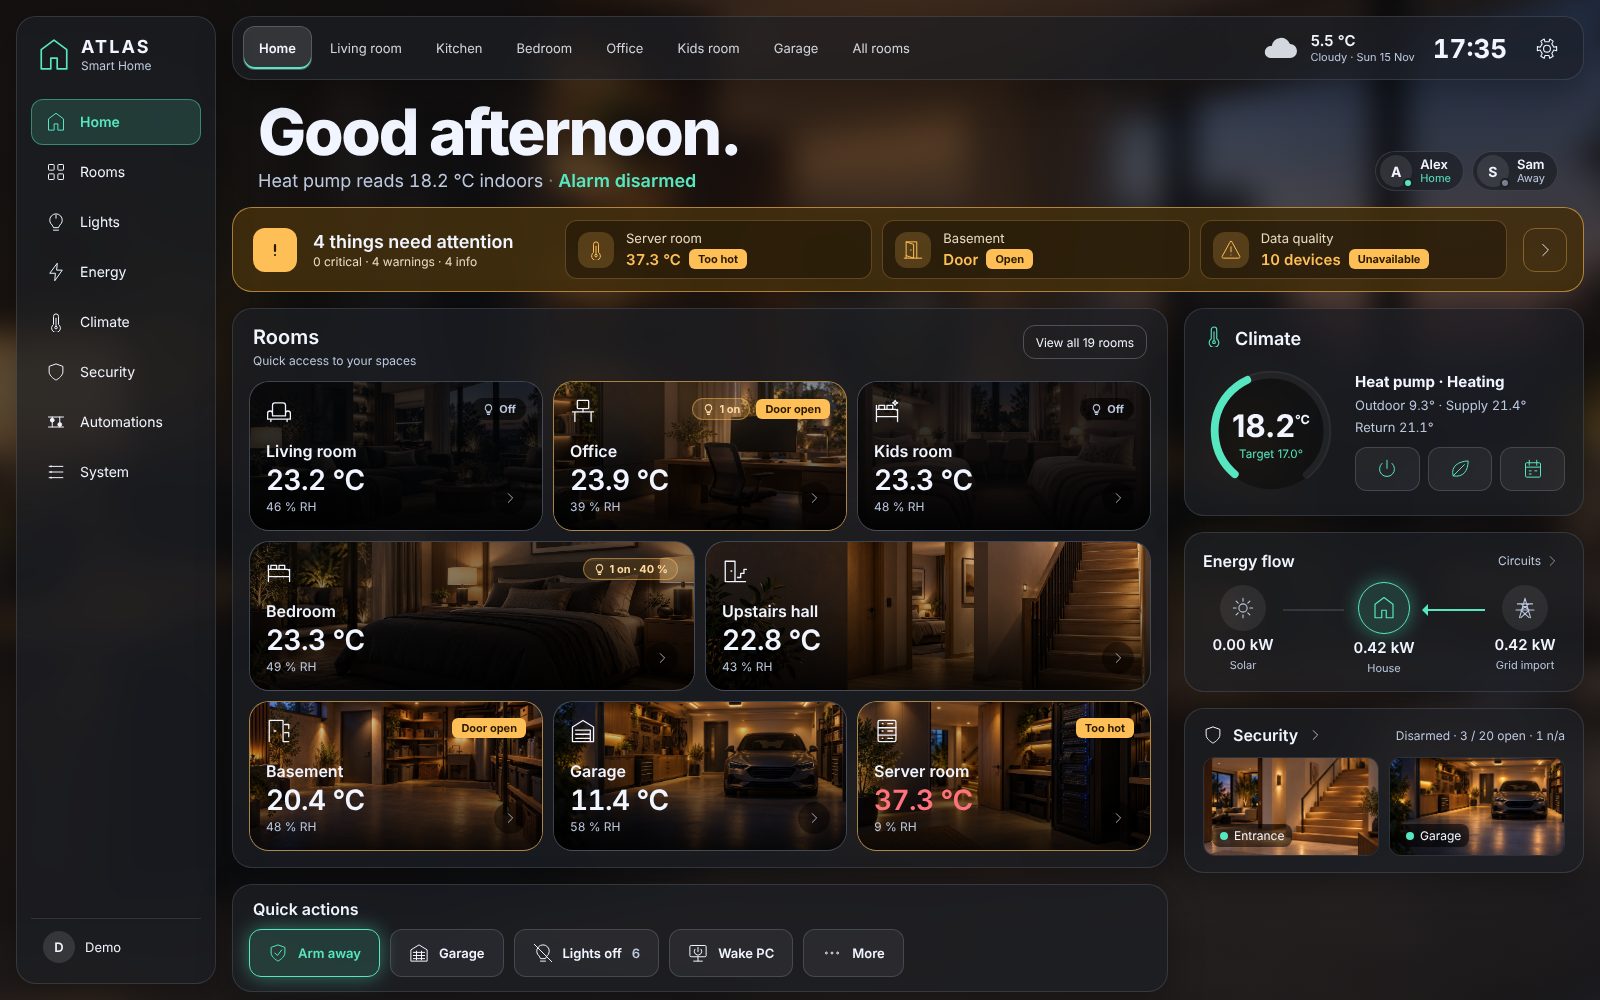 ATLAS
Smart Home
Home
Rooms
Lights
Energy
Climate
Security
Automations
System
D Demo
Home Living room Kitchen Bedroom Office Kids room Garage All rooms
5.5 °C
Cloudy · Sun 15 Nov
17:35
Good afternoon.
Heat pump reads 18.2 °C indoors · Alarm disarmed
A Alex
Home
S Sam
Away
! 4 things need attention
0 critical · 4 warnings · 4 info
Server room
37.3 °C Too hot
Basement
Door Open
Data quality
10 devices Unavailable
Rooms
Quick access to your spaces
View all 19 rooms
Off
Living room
23.2 °C
46 % RH
1 on Door open
Office
23.9 °C
39 % RH
Off
Kids room
23.3 °C
48 % RH
1 on · 40 %
Bedroom
23.3 °C
49 % RH
Upstairs hall
22.8 °C
43 % RH
Door open
Basement
20.4 °C
48 % RH
Garage
11.4 °C
58 % RH
Too hot
Server room
37.3 °C
9 % RH
Quick actions
Arm away
Garage
Lights off 6
Wake PC
More
Climate
18.2°C
Target 17.0°
Heat pump · Heating
Outdoor 9.3° · Supply 21.4°
Return 21.1°
Energy flow
Circuits
0.00 kW
Solar
0.42 kW
House
0.42 kW
Grid import
Security
Disarmed · 3 / 20 open · 1 n/a
Entrance
Garage